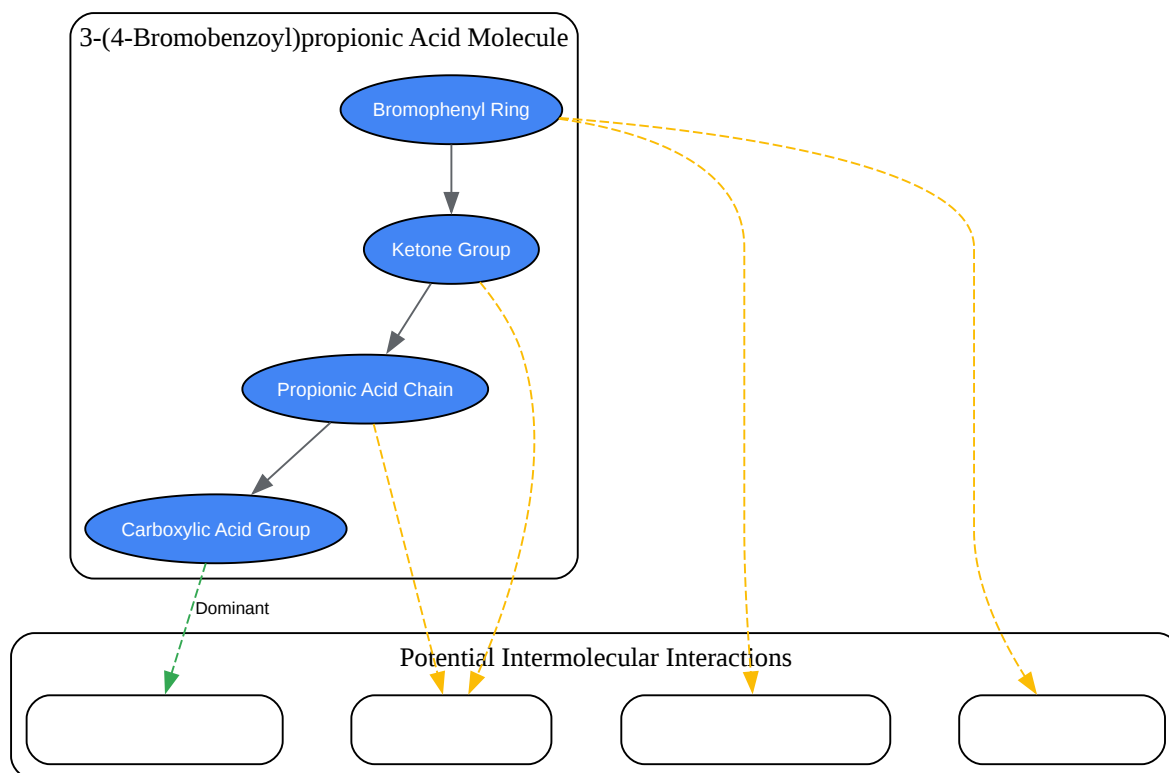 3-(4-Bromobenzoyl)propionic Acid Molecule
Bromophenyl Ring
Ketone Group
Propionic Acid Chain
Carboxylic Acid Group
Dominant
Potential Intermolecular Interactions